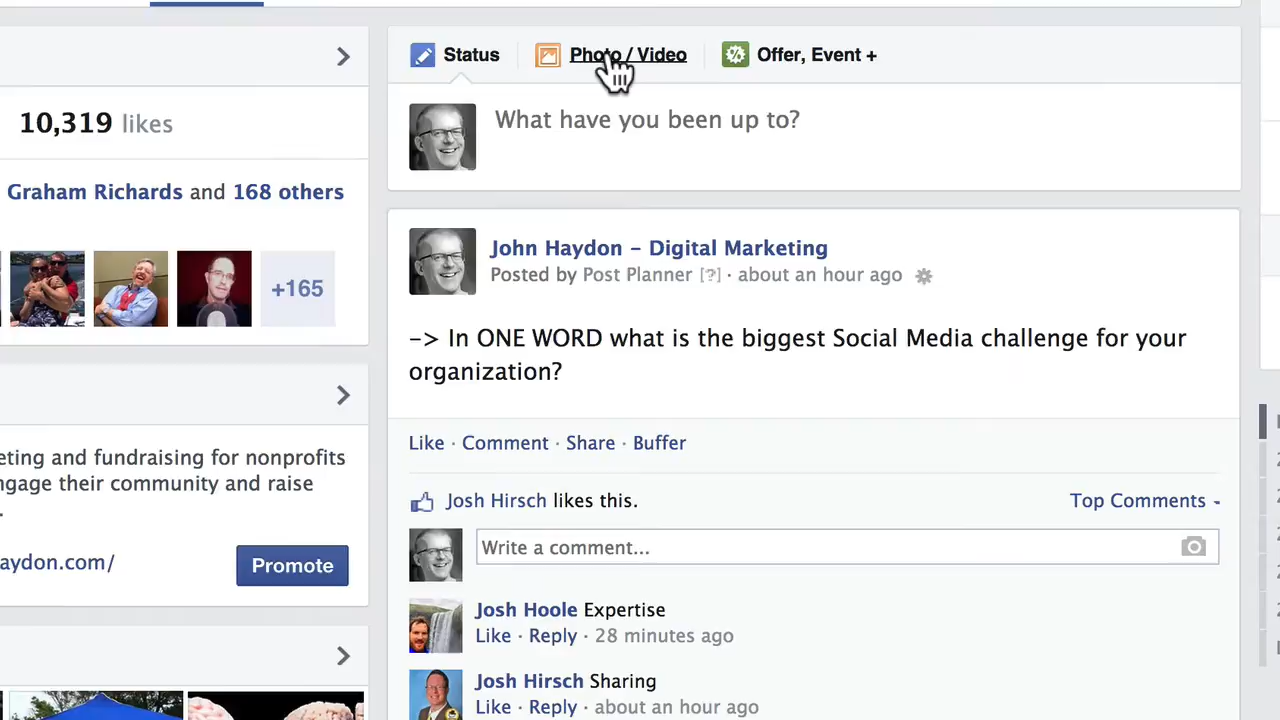 Status
Photo / Video
Offer, Event +
10,319 likes
What have you been up to?
Graham Richards and 168 others
+165
John Haydon – Digital Marketing
Posted by Post Planner [?] · about an hour ago
–> In ONE WORD what is the biggest Social Media challenge for your
organization?
Like · Comment · Share · Buffer
eting and fundraising for nonprofits
ngage their community and raise
.
aydon.com/
Promote
Josh Hirsch likes this.
Top Comments
Write a comment...
Josh Hoole Expertise
Like · Reply · 28 minutes ago
Josh Hirsch Sharing
Like · Reply · about an hour ago